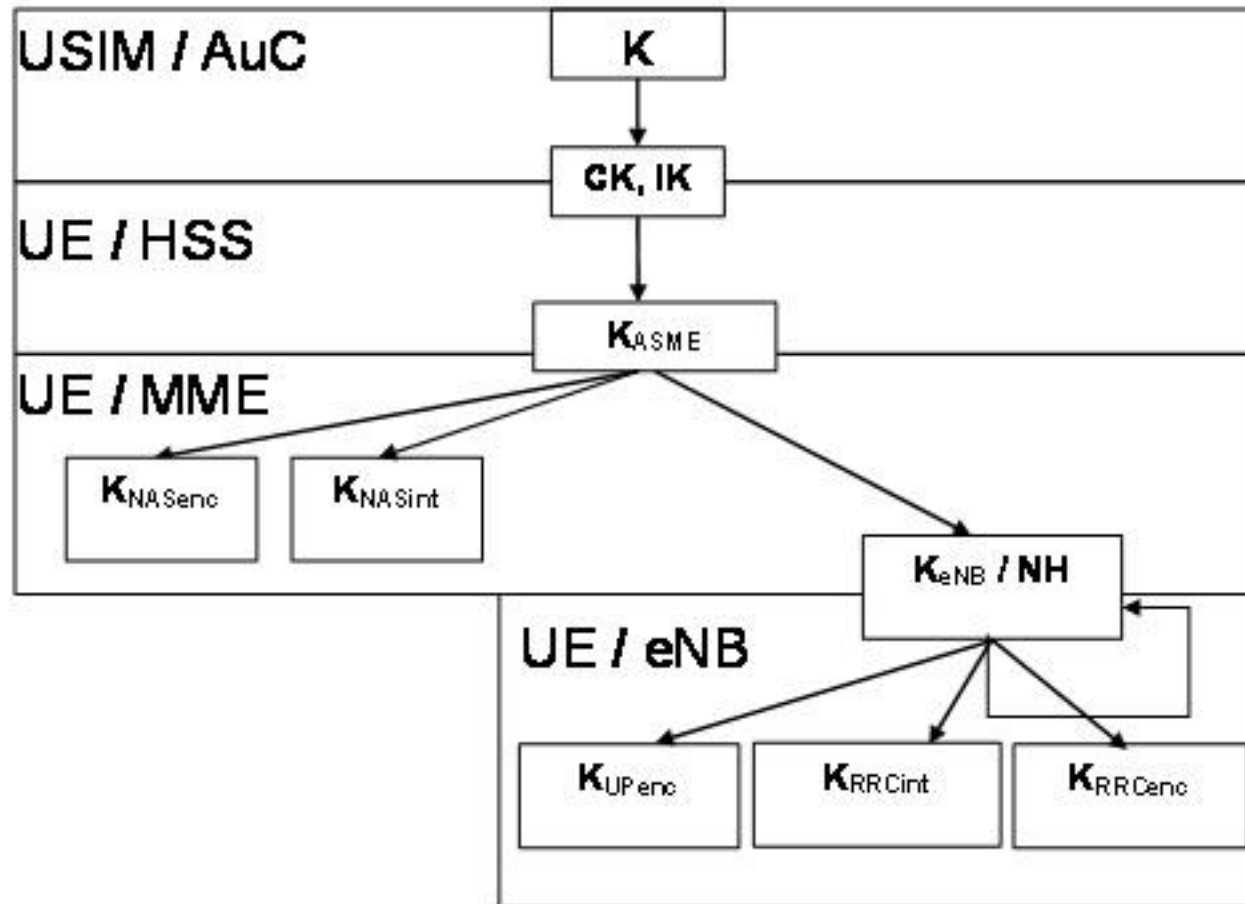 USIM / AuC
K
CK, IK
UE / HSS
KASME
UE / MME
KNASenc
KNASint
KeNB / NH
UE / eNB
KUPenc
KRRCint
KRRCenc